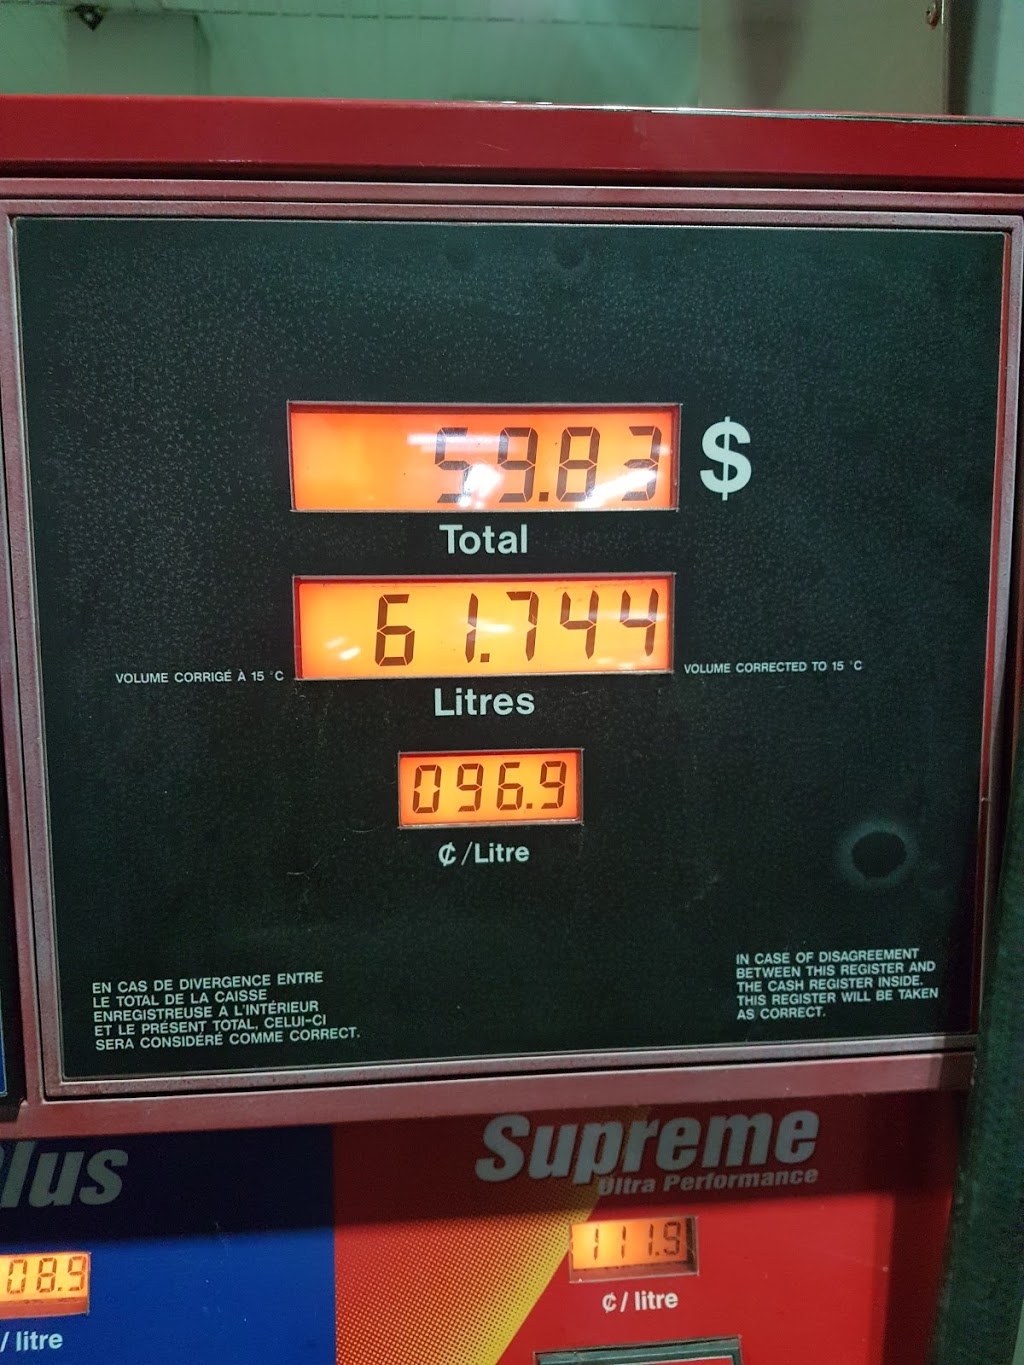 59.83 $
Total
61.744
VOLUME CORRIGÉ À 15 °C
VOLUME CORRECTED TO 15 °C
Litres
096.9
¢/Litre
EN CAS DE DIVERGENCE ENTRE
LE TOTAL DE LA CAISSE
ENREGISTREUSE A L'INTÉRIEUR
ET LE PRÉSENT TOTAL, CELUI-CI
SERA CONSIDÉRÉ COMME CORRECT.
IN CASE OF DISAGREEMENT
BETWEEN THIS REGISTER AND
THE CASH REGISTER INSIDE.
THIS REGISTER WILL BE TAKEN
AS CORRECT.
lus
08.9
/ litre
Supreme
Ultra Performance
111.9
¢/ litre